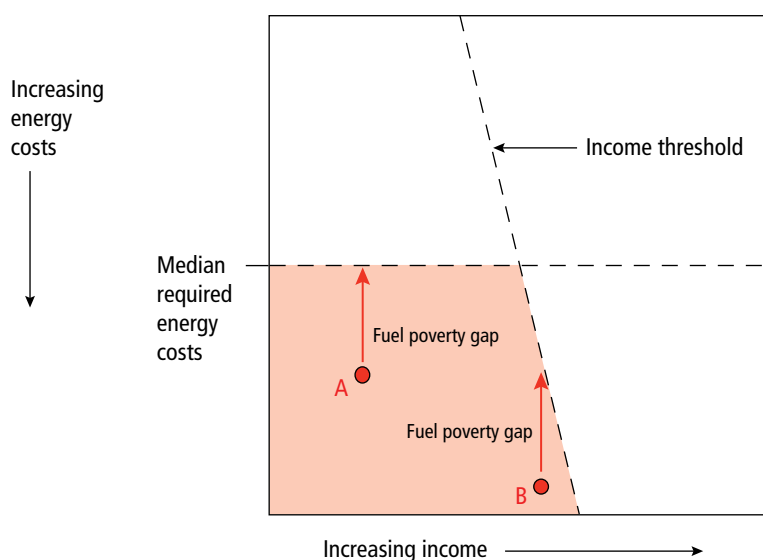 Increasing
energy
costs
Income threshold
Median
required
energy
costs
Fuel poverty gap
A
Fuel poverty gap
B
Increasing income